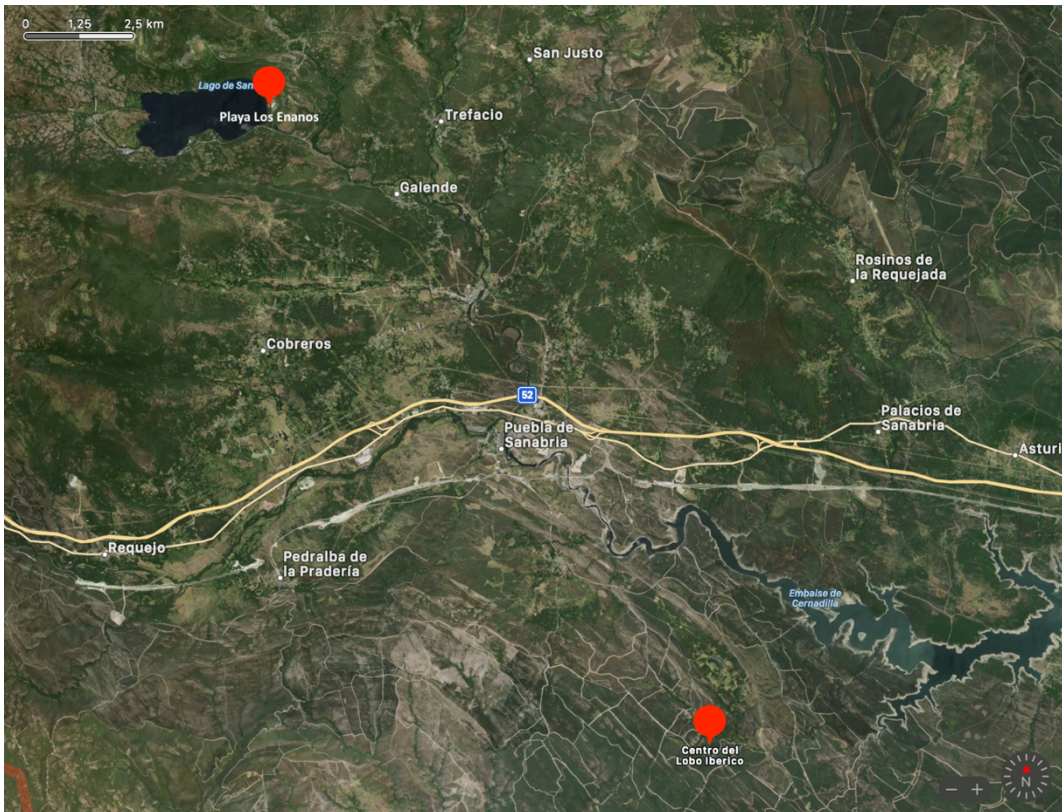 0 1,25 2,5 km
San Justo
Lago de San
Playa Los Enanos
Trefacio
Galende
Rosinos de
la Requejada
Cobreros
52
Palacios de
Sanabria
Puebla de
Sanabria
Asturi
Requejo
Pedralba de
la Pradería
Embalse de
Cernadilla
Centro del
Lobo Iberico
− +
N